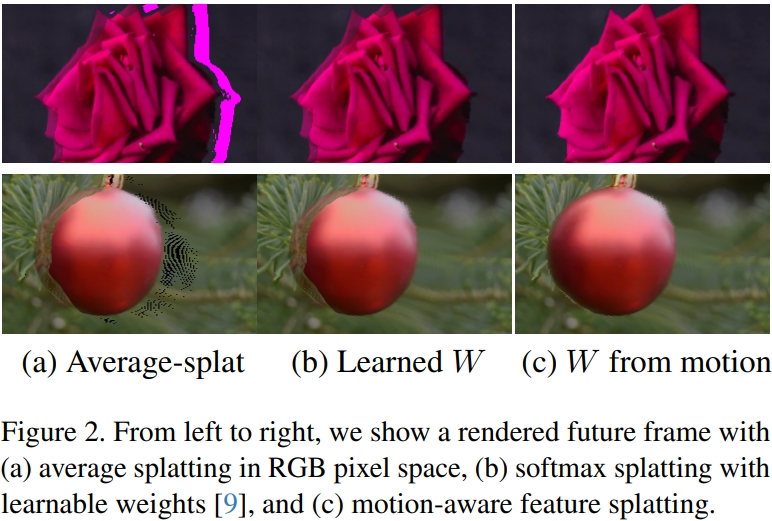 (a) Average-splat (b) Learned W (c) W from motion
Figure 2. From left to right, we show a rendered future frame with
(a) average splatting in RGB pixel space, (b) softmax splatting with
learnable weights [9], and (c) motion-aware feature splatting.